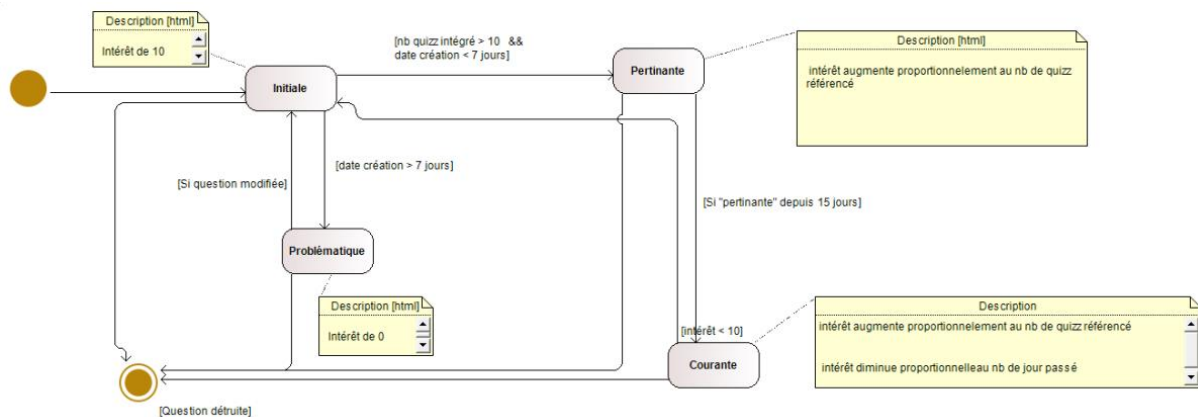 Description [html]
Intérêt de 10
[nb quizz intégré > 10 &&
date création < 7 jours]
Description [html]
intérêt augmente proportionnelement au nb de quizz
référencé
Initiale
Pertinante
[date création > 7 jours]
[Si question modifiée]
[Si "pertinante" depuis 15 jours]
Problématique
Description [html]
Intérêt de 0
[intérêt < 10]
Courante
Description
intérêt augmente proportionnelement au nb de quizz référencé
intérêt diminue proportionnelleau nb de jour passé
[Question détruite]